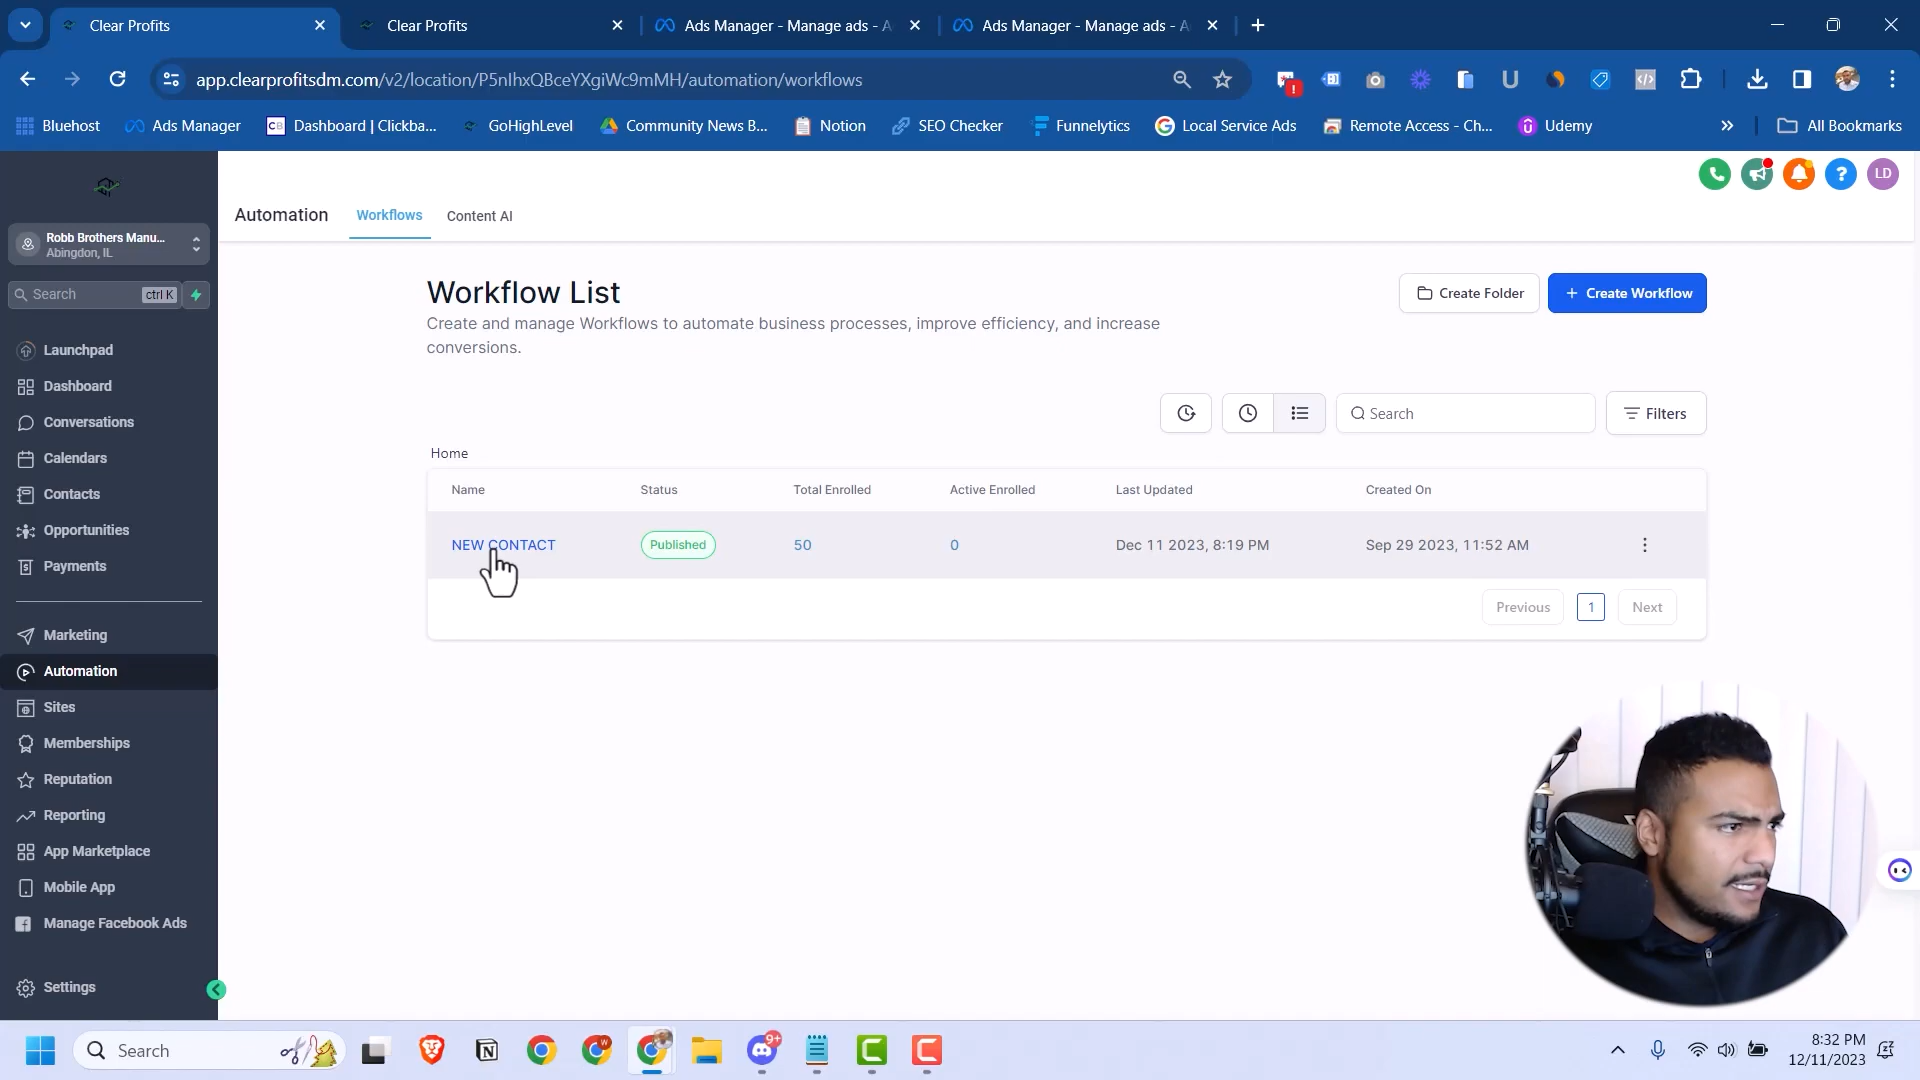 Clear Profits
Clear Profits
Ads Manager - Manage ads - A
Ads Manager - Manage ads - A
app.clearprofitsdm.com/v2/location/P5nIhxQBceYXgiWc9mMH/automation/workflows
Bluehost
Ads Manager
Dashboard | Clickba...
GoHighLevel
Community News B...
Notion
SEO Checker
Funnelytics
Local Service Ads
Remote Access - Ch...
Udemy
All Bookmarks
LD
Automation
Workflows
Content AI
Robb Brothers Manu...
Abingdon, IL
Search
ctrl K
Launchpad
Dashboard
Conversations
Calendars
Contacts
Opportunities
Payments
Marketing
Automation
Sites
Memberships
Reputation
Reporting
App Marketplace
Mobile App
Manage Facebook Ads
Settings
Workflow List
Create and manage Workflows to automate business processes, improve efficiency, and increase
conversions.
Create Folder
+ Create Workflow
Search
Filters
Home
Name Status Total Enrolled Active Enrolled Last Updated Created On
NEW CONTACT Published 50 0 Dec 11 2023, 8:19 PM Sep 29 2023, 11:52 AM
Previous 1 Next
Search
9+
8:32 PM
12/11/2023